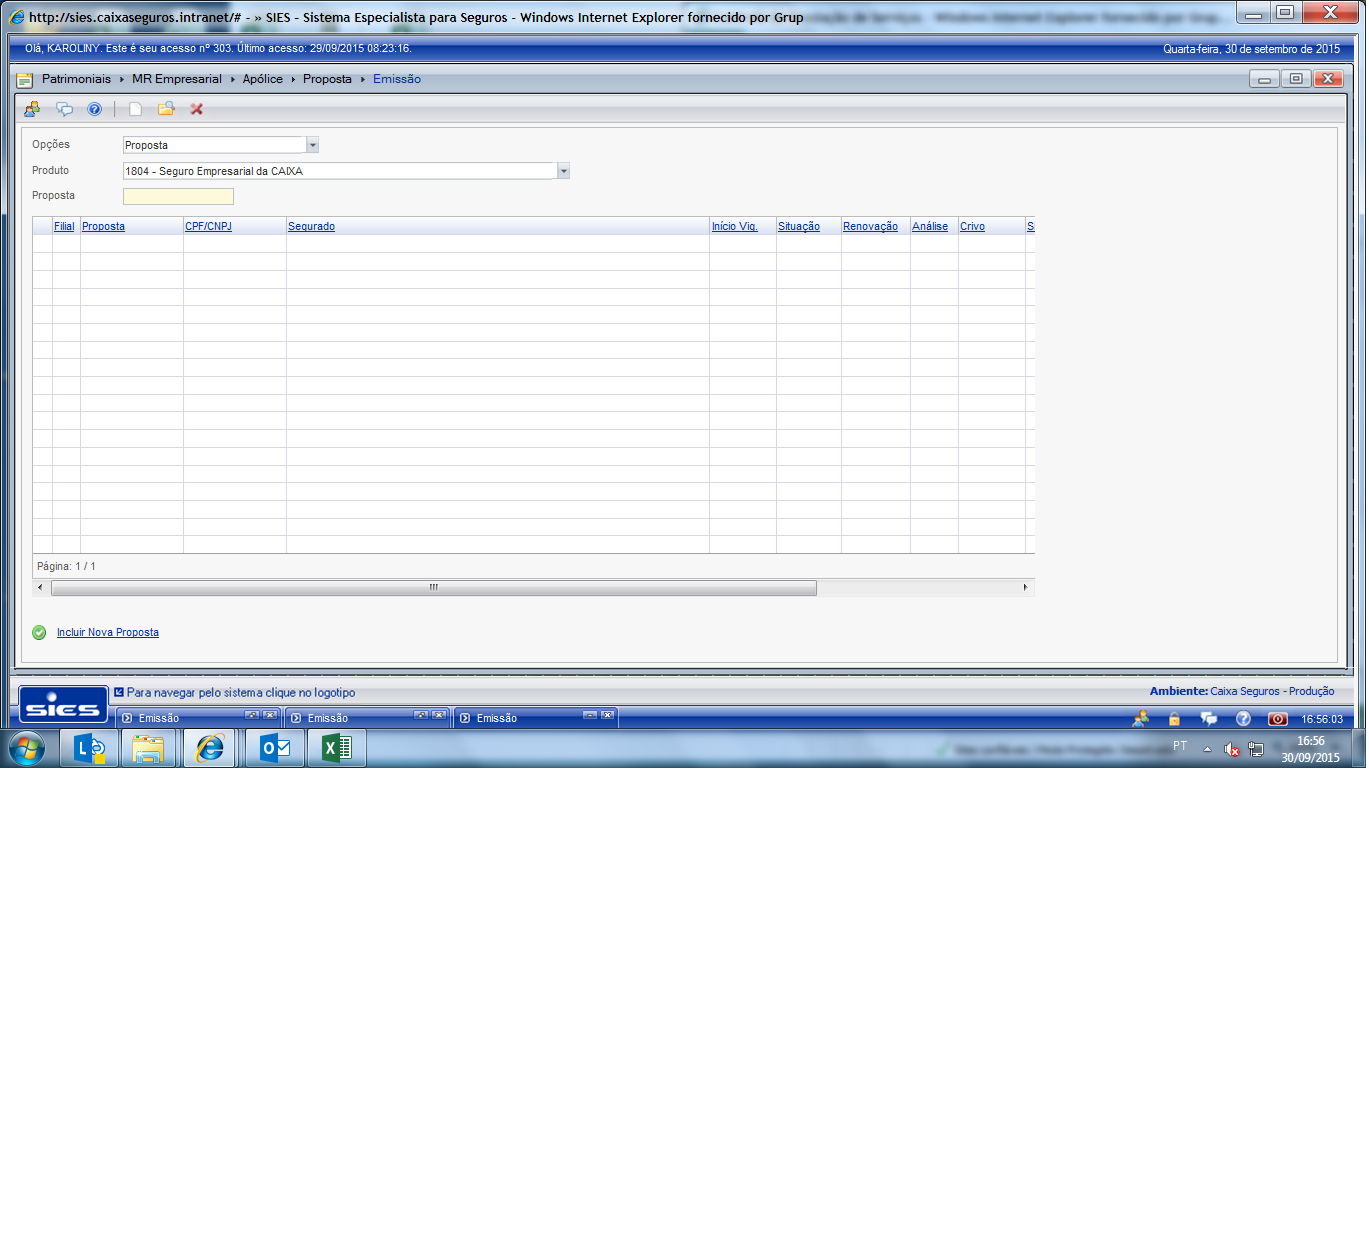 http://sies.caixaseguros.intranet/# - » SIES - Sistema Especialista para Seguros - Windows Internet Explorer fornecido por Grup
Olá, KAROLINY. Este é seu acesso nº 303. Último acesso: 29/09/2015 08:23:16.
Quarta-feira, 30 de setembro de 2015
Patrimoniais MR Empresarial Apólice Proposta Emissão
Opções Proposta
Produto 1804 - Seguro Empresarial da CAIXA
Proposta
Filial Proposta CPF/CNPJ Segurado Início Vig. Situação Renovação Análise Crivo S
Página: 1 / 1
Incluir Nova Proposta
Para navegar pelo sistema clique no logotipo
Ambiente: Caixa Seguros - Produção
sies
Emissão Emissão Emissão 16:56:03
PT 16:56
30/09/2015